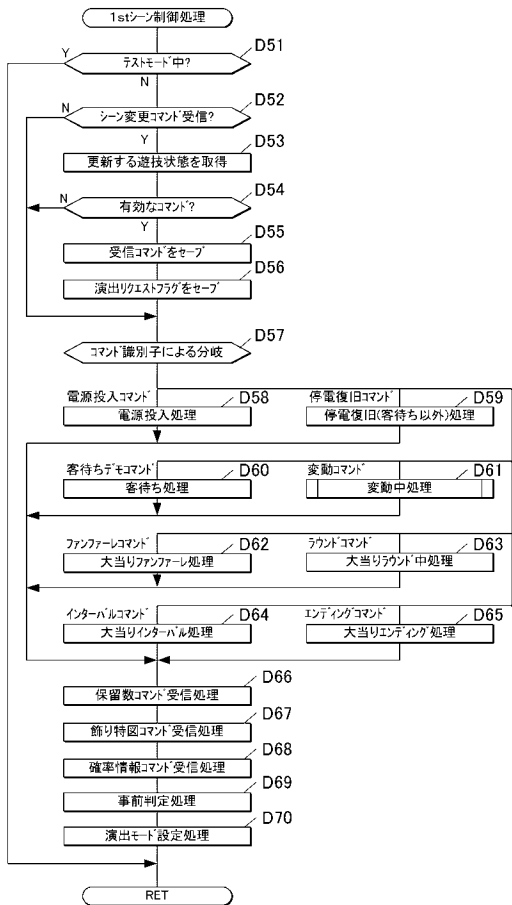 1stシーン制御処理
D51
Y
テストモード中?
N
D52
N
シーン変更コマンド受信?
Y
D53
更新する遊技状態を取得
D54
N
有効なコマンド?
Y
D55
受信コマンドをセーブ
D56
演出リクエストフラグをセーブ
D57
コマンド識別子による分岐
電源投入コマンド D58 停電復旧コマンド D59
電源投入処理 停電復旧(客待ち以外)処理
客待ちデモコマンド D60 変動コマンド D61
客待ち処理 変動中処理
ファンファーレコマンド D62 ラウンドコマンド D63
大当りファンファーレ処理 大当りラウンド中処理
インターバルコマンド D64 エンディングコマンド D65
大当りインターバル処理 大当りエンディング処理
D66
保留数コマンド受信処理
D67
飾り特図コマンド受信処理
D68
確率情報コマンド受信処理
D69
事前判定処理
D70
演出モード設定処理
RET